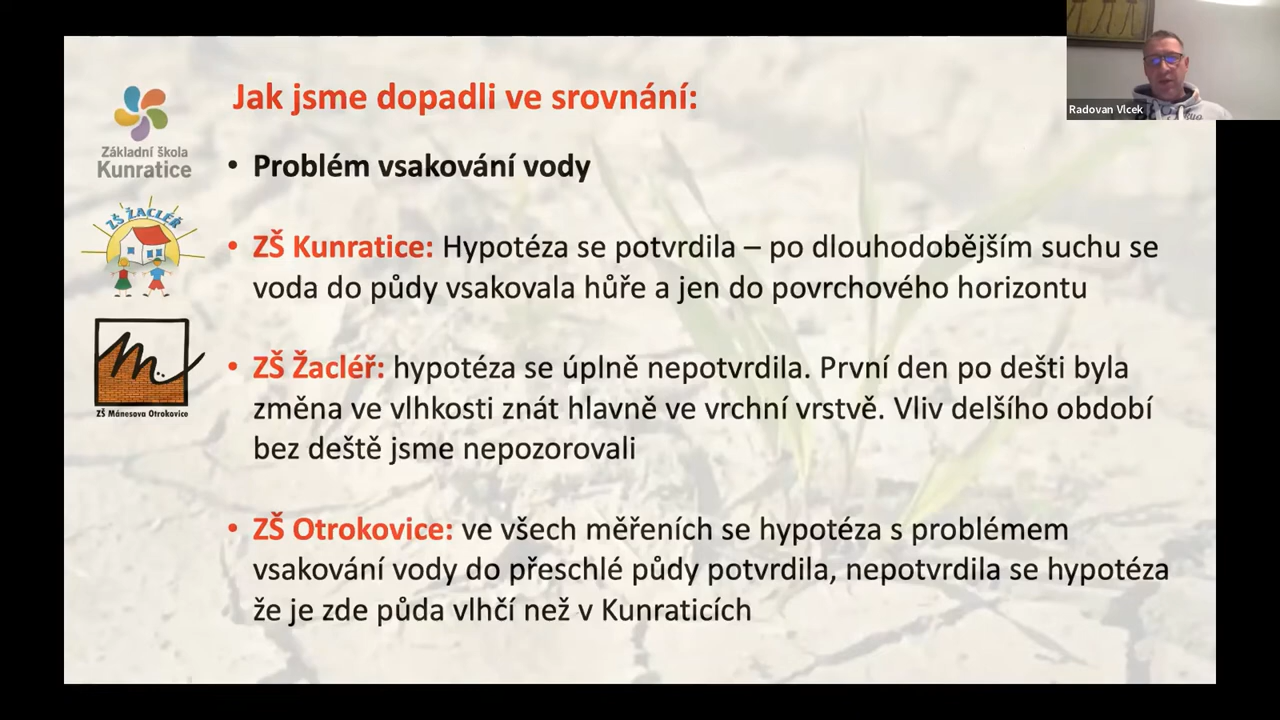 Jak jsme dopadli ve srovnání:
• Problém vsakování vody
• ZŠ Kunratice: Hypotéza se potvrdila – po dlouhodobějším suchu se
voda do půdy vsakovala hůře a jen do povrchového horizontu
• ZŠ Žacléř: hypotéza se úplně nepotvrdila. První den po dešti byla
změna ve vlhkosti znát hlavně ve vrchní vrstvě. Vliv delšího období
bez deště jsme nepozorovali
• ZŠ Otrokovice: ve všech měřeních se hypotéza s problémem
vsakování vody do přeschlé půdy potvrdila, nepotvrdila se hypotéza
že je zde půda vlhčí než v Kunraticích
Základní škola
Kunratice
ZŠ ŽACLÉŘ
ZŠ Mánesova Otrokovice
Radovan Vlcek